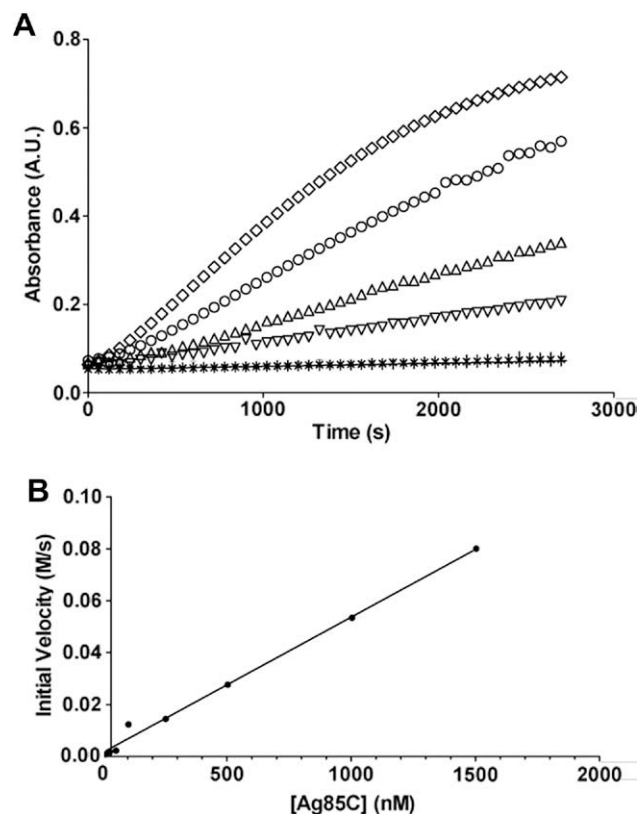 A
0.8
0.6
0.4
0.2
0.0
Absorbance (A.U.)
0 1000 2000 3000
Time (s)
B
0.10
0.08
0.06
0.04
0.02
0.00
Initial Velocity (M/s)
0 500 1000 1500 2000
[Ag85C] (nM)